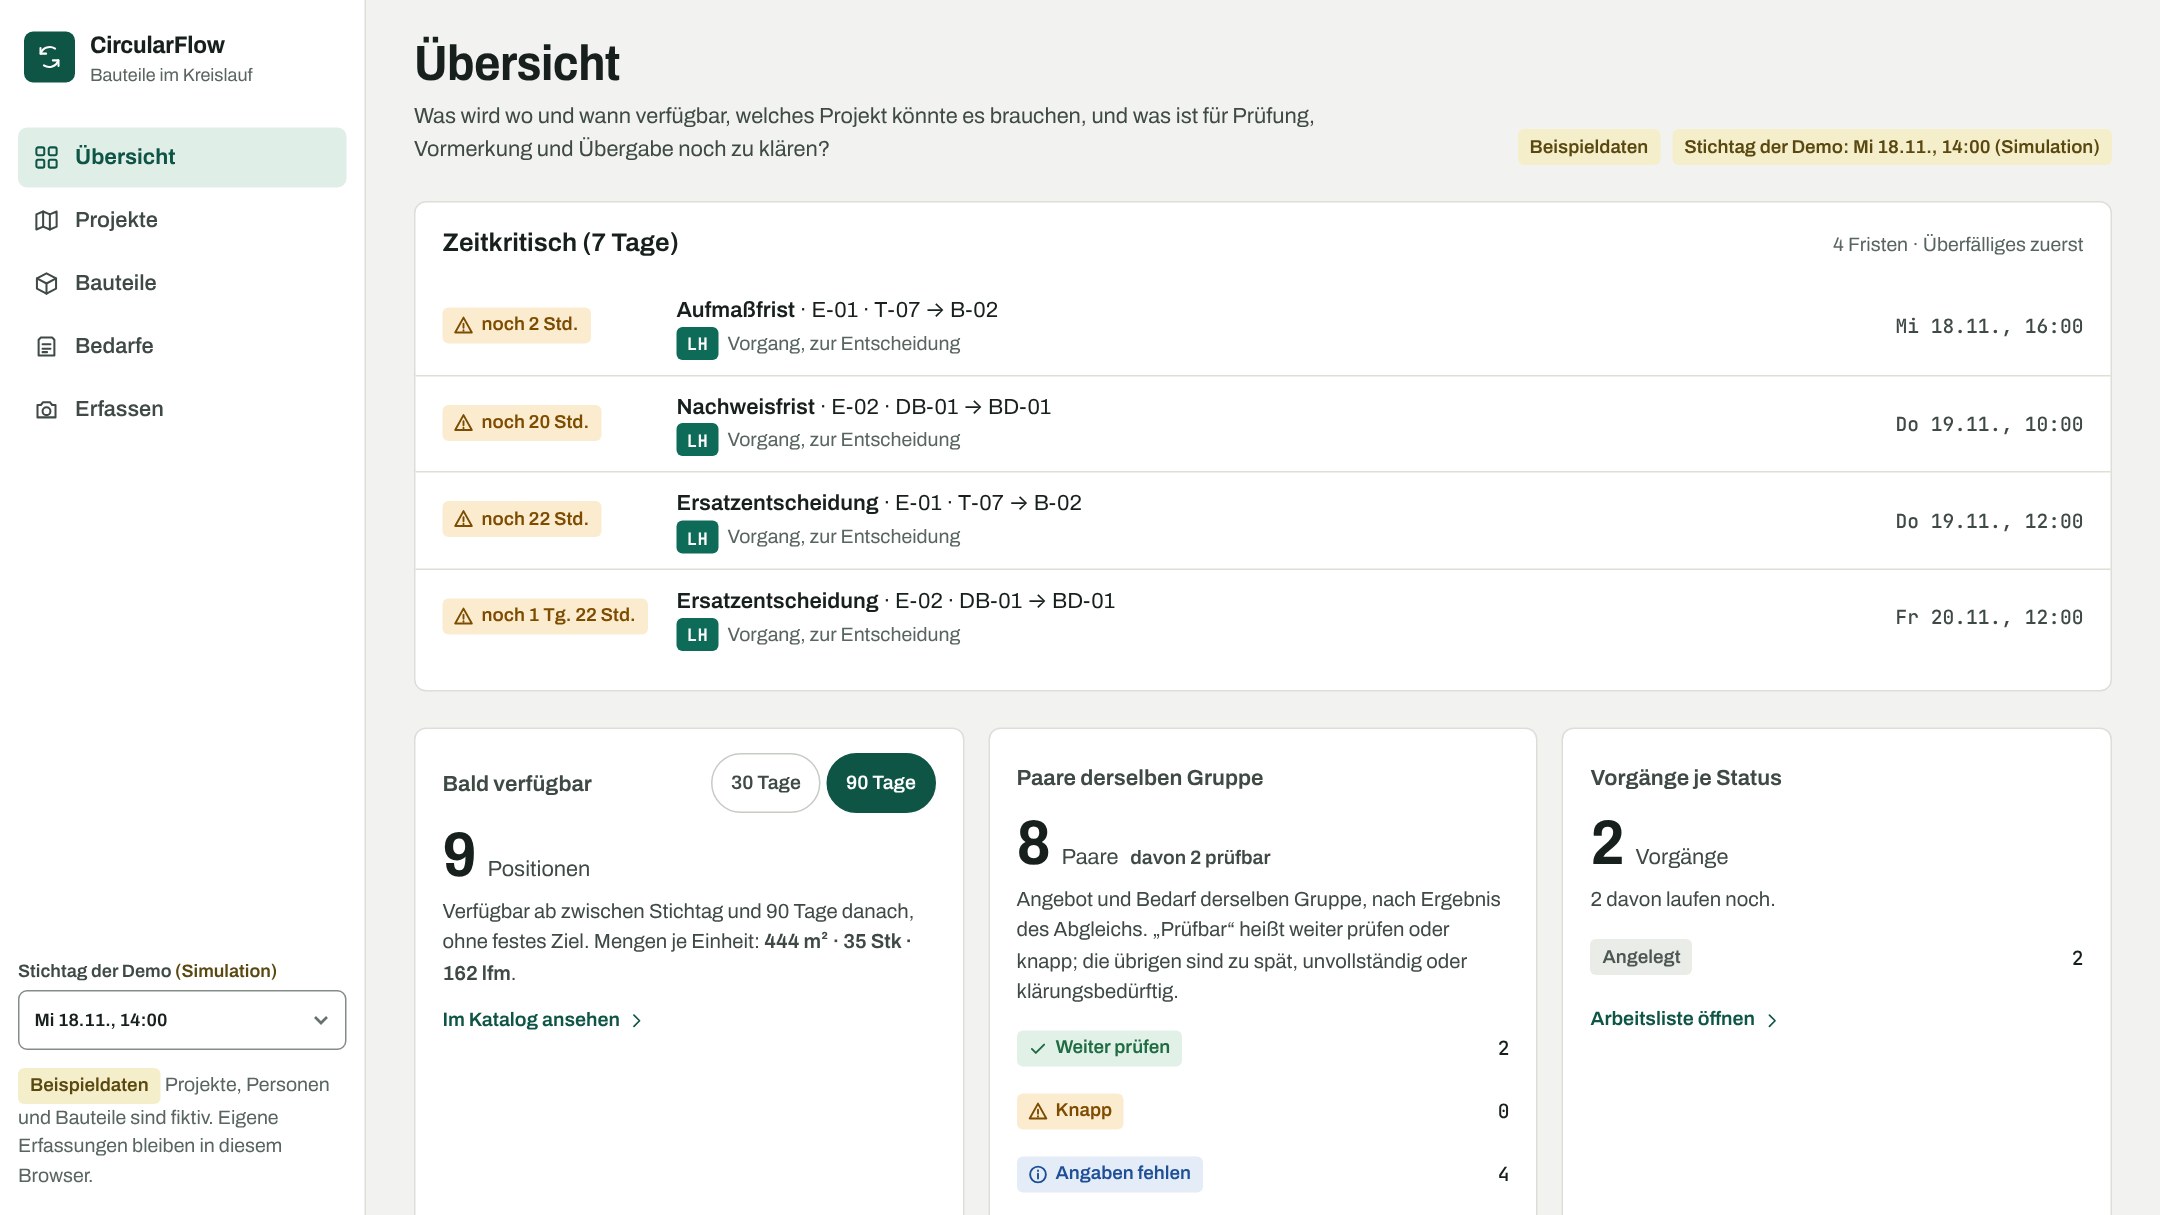 CircularFlow
Bauteile im Kreislauf
Übersicht
Projekte
Bauteile
Bedarfe
Erfassen
Stichtag der Demo (Simulation)
Mi 18.11., 14:00
Beispieldaten Projekte, Personen
und Bauteile sind fiktiv. Eigene
Erfassungen bleiben in diesem
Browser.
Übersicht
Was wird wo und wann verfügbar, welches Projekt könnte es brauchen, und was ist für Prüfung,
Vormerkung und Übergabe noch zu klären?
Beispieldaten
Stichtag der Demo: Mi 18.11., 14:00 (Simulation)
Zeitkritisch (7 Tage)
4 Fristen · Überfälliges zuerst
noch 2 Std.
Aufmaßfrist · E-01 · T-07 → B-02
LH Vorgang, zur Entscheidung
Mi 18.11., 16:00
noch 20 Std.
Nachweisfrist · E-02 · DB-01 → BD-01
LH Vorgang, zur Entscheidung
Do 19.11., 10:00
noch 22 Std.
Ersatzentscheidung · E-01 · T-07 → B-02
LH Vorgang, zur Entscheidung
Do 19.11., 12:00
noch 1 Tg. 22 Std.
Ersatzentscheidung · E-02 · DB-01 → BD-01
LH Vorgang, zur Entscheidung
Fr 20.11., 12:00
Bald verfügbar
30 Tage
90 Tage
9 Positionen
Verfügbar ab zwischen Stichtag und 90 Tage danach,
ohne festes Ziel. Mengen je Einheit: 444 m² · 35 Stk ·
162 lfm.
Im Katalog ansehen
Paare derselben Gruppe
8 Paare davon 2 prüfbar
Angebot und Bedarf derselben Gruppe, nach Ergebnis
des Abgleichs. „Prüfbar“ heißt weiter prüfen oder
knapp; die übrigen sind zu spät, unvollständig oder
klärungsbedürftig.
Weiter prüfen 2
Knapp 0
Angaben fehlen 4
Vorgänge je Status
2 Vorgänge
2 davon laufen noch.
Angelegt 2
Arbeitsliste öffnen